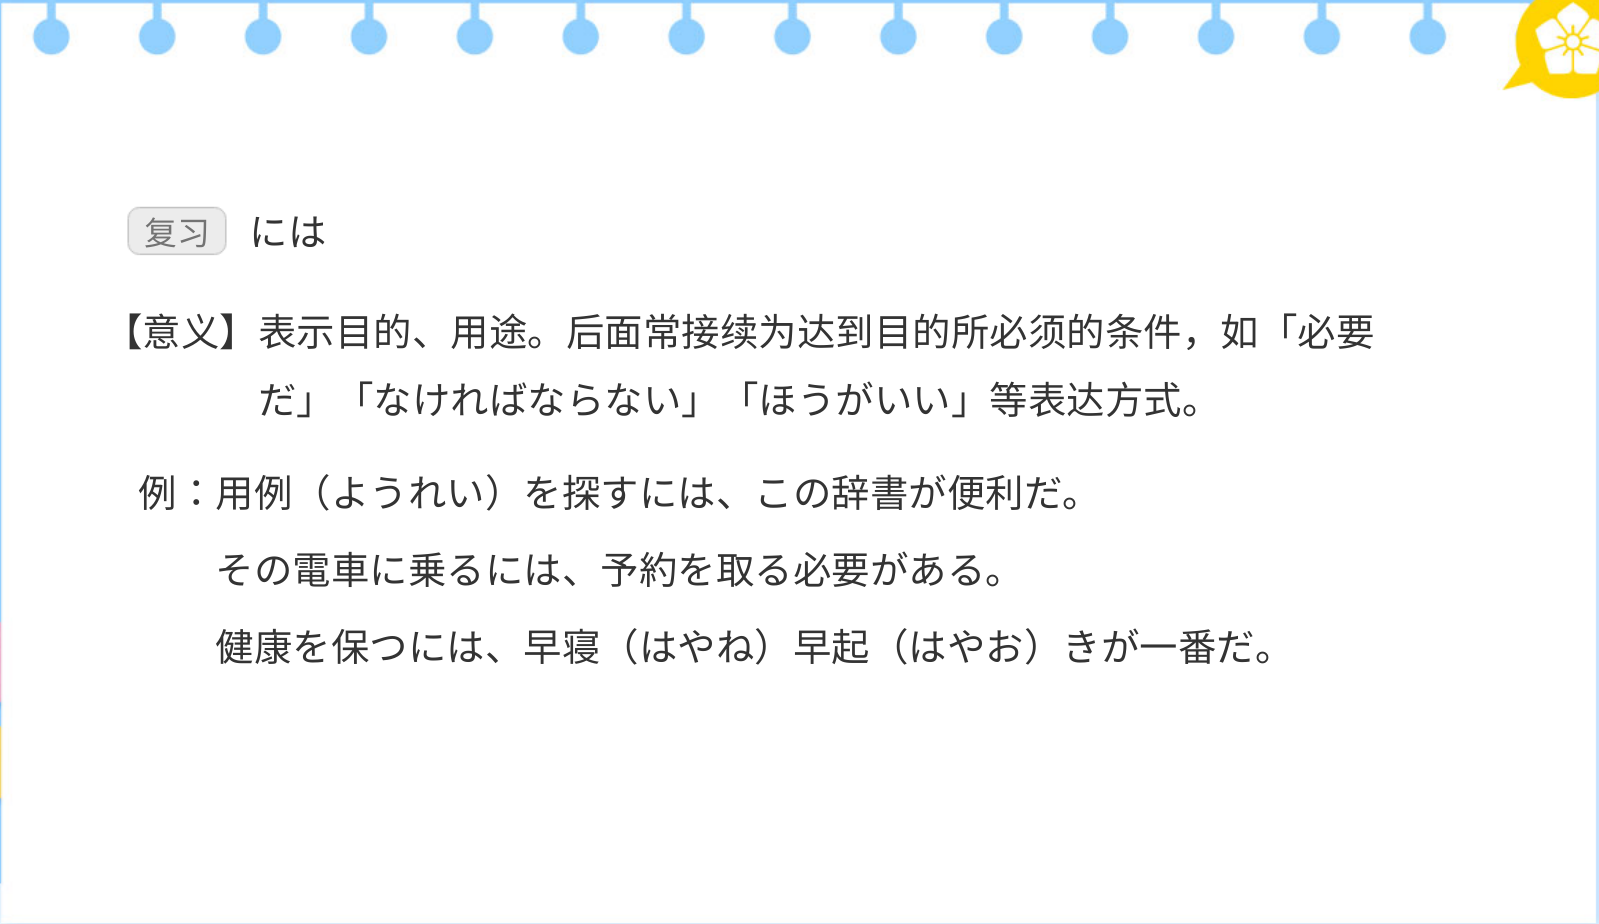 复习 には
【意义】表示目的、用途。后面常接续为达到目的所必须的条件，如「必要
だ」「なければならない」「ほうがいい」等表达方式。
例：用例（ようれい）を探すには、この辞書が便利だ。
その電車に乗るには、予約を取る必要がある。
健康を保つには、早寝（はやね）早起（はやお）きが一番だ。